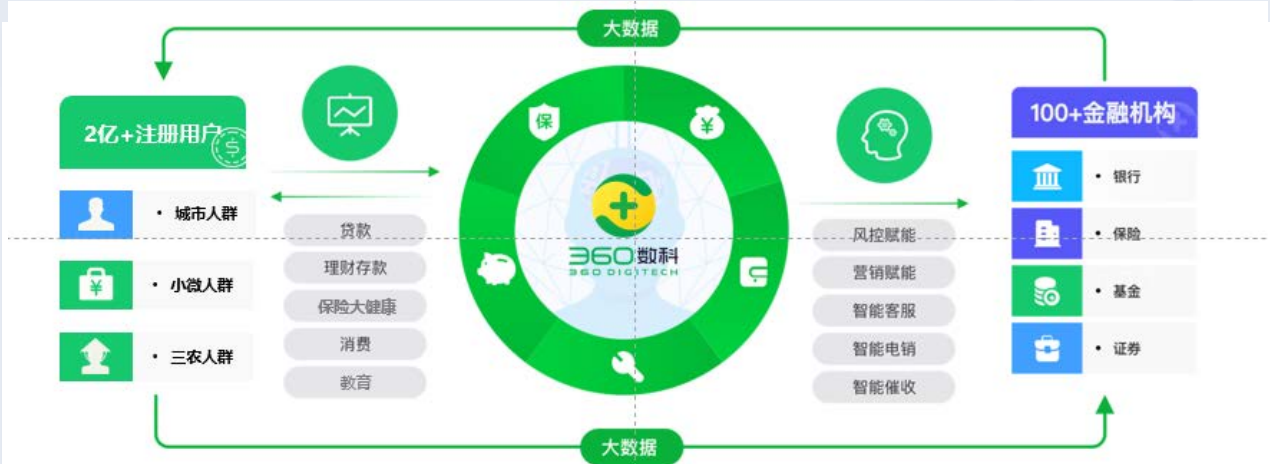 大数据
2亿+注册用户
城市人群
小微人群
三农人群
贷款
理财存款
保险大健康
消费
教育
保
¥
360数科
360 DIGITECH
风控赋能
营销赋能
智能客服
智能电销
智能催收
100+金融机构
银行
保险
基金
证券
大数据